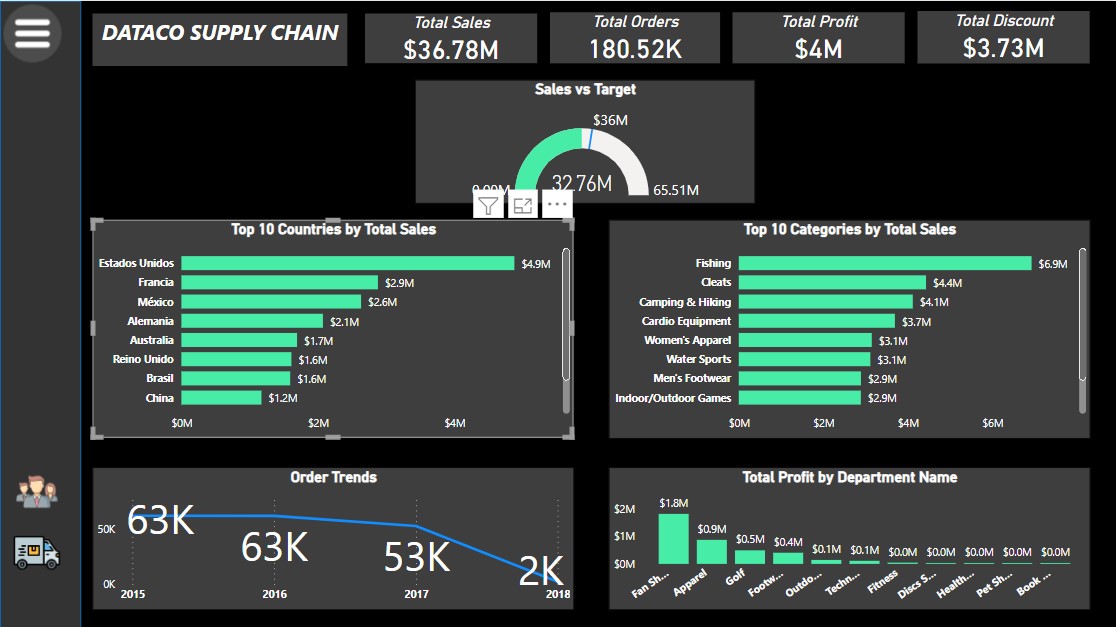 DATACO SUPPLY CHAIN
Total Sales
$36.78M
Total Orders
180.52K
Total Profit
$4M
Total Discount
$3.73M
Sales vs Target
$36M
0.00M
32.76M
65.51M
Top 10 Countries by Total Sales
Estados Unidos $4.9M
Francia $2.9M
México $2.6M
Alemania $2.1M
Australia $1.7M
Reino Unido $1.6M
Brasil $1.6M
China $1.2M
$0M $2M $4M
Top 10 Categories by Total Sales
Fishing $6.9M
Cleats $4.4M
Camping & Hiking $4.1M
Cardio Equipment $3.7M
Women's Apparel $3.1M
Water Sports $3.1M
Men's Footwear $2.9M
Indoor/Outdoor Games $2.9M
$0M $2M $4M $6M
Order Trends
50K
0K
63K
63K
53K
2K
2015 2016 2017 2018
Total Profit by Department Name
$2M
$1M
$0M
$1.8M $0.9M $0.5M $0.4M $0.1M $0.1M $0.0M $0.0M $0.0M $0.0M $0.0M
Fan Sh... Apparel Golf Footw... Outdo... Techn... Fitness Discs S... Health... Pet Sh... Book ...